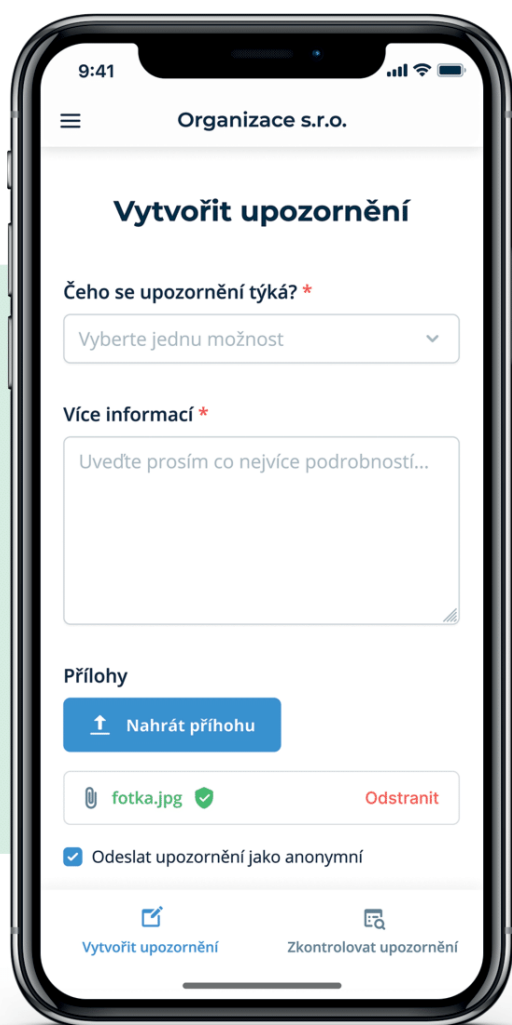 9:41
Organizace s.r.o.
Vytvořit upozornění
Čeho se upozornění týká? *
Vyberte jednu možnost
Více informací *
Uveďte prosím co nejvíce podrobností...
Přílohy
Nahrát příhohu
fotka.jpg Odstranit
Odeslat upozornění jako anonymní
Vytvořit upozornění Zkontrolovat upozornění